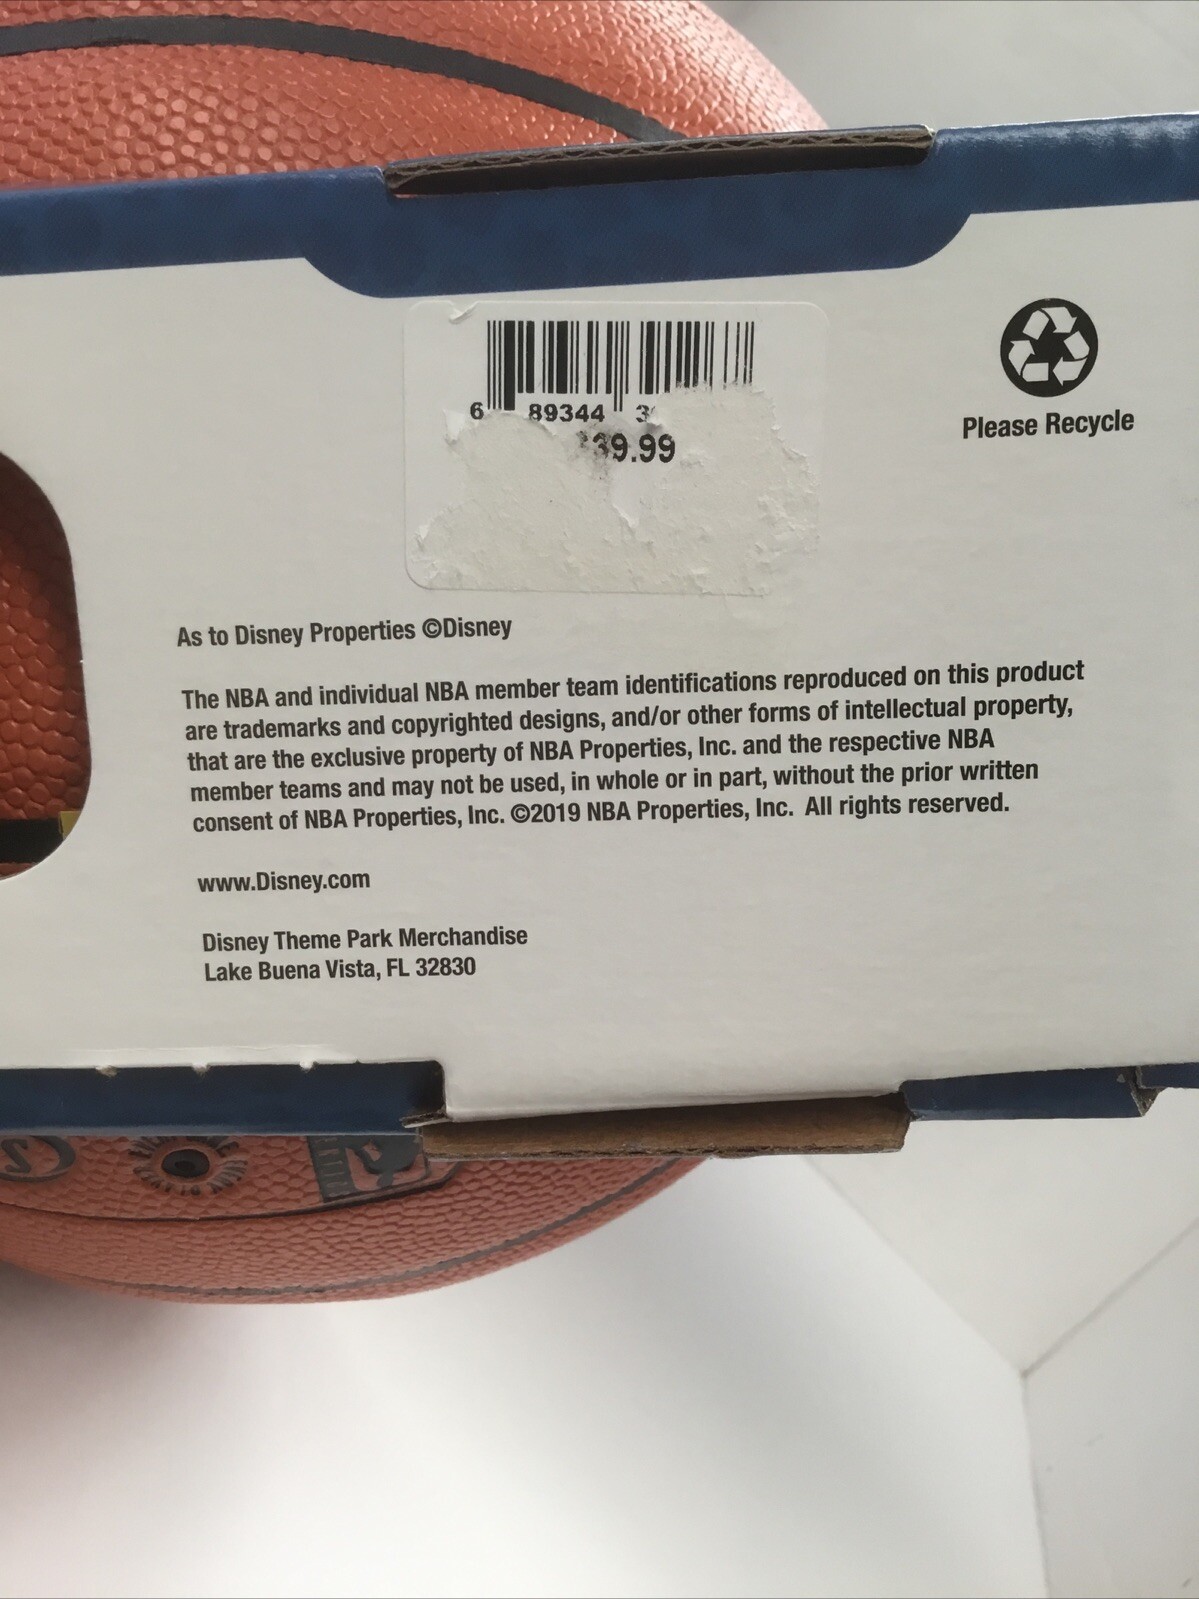 6 89344
39.99
Please Recycle
As to Disney Properties ©Disney
The NBA and individual NBA member team identifications reproduced on this product
are trademarks and copyrighted designs, and/or other forms of intellectual property,
that are the exclusive property of NBA Properties, Inc. and the respective NBA
member teams and may not be used, in whole or in part, without the prior written
consent of NBA Properties, Inc. ©2019 NBA Properties, Inc. All rights reserved.
www.Disney.com
Disney Theme Park Merchandise
Lake Buena Vista, FL 32830